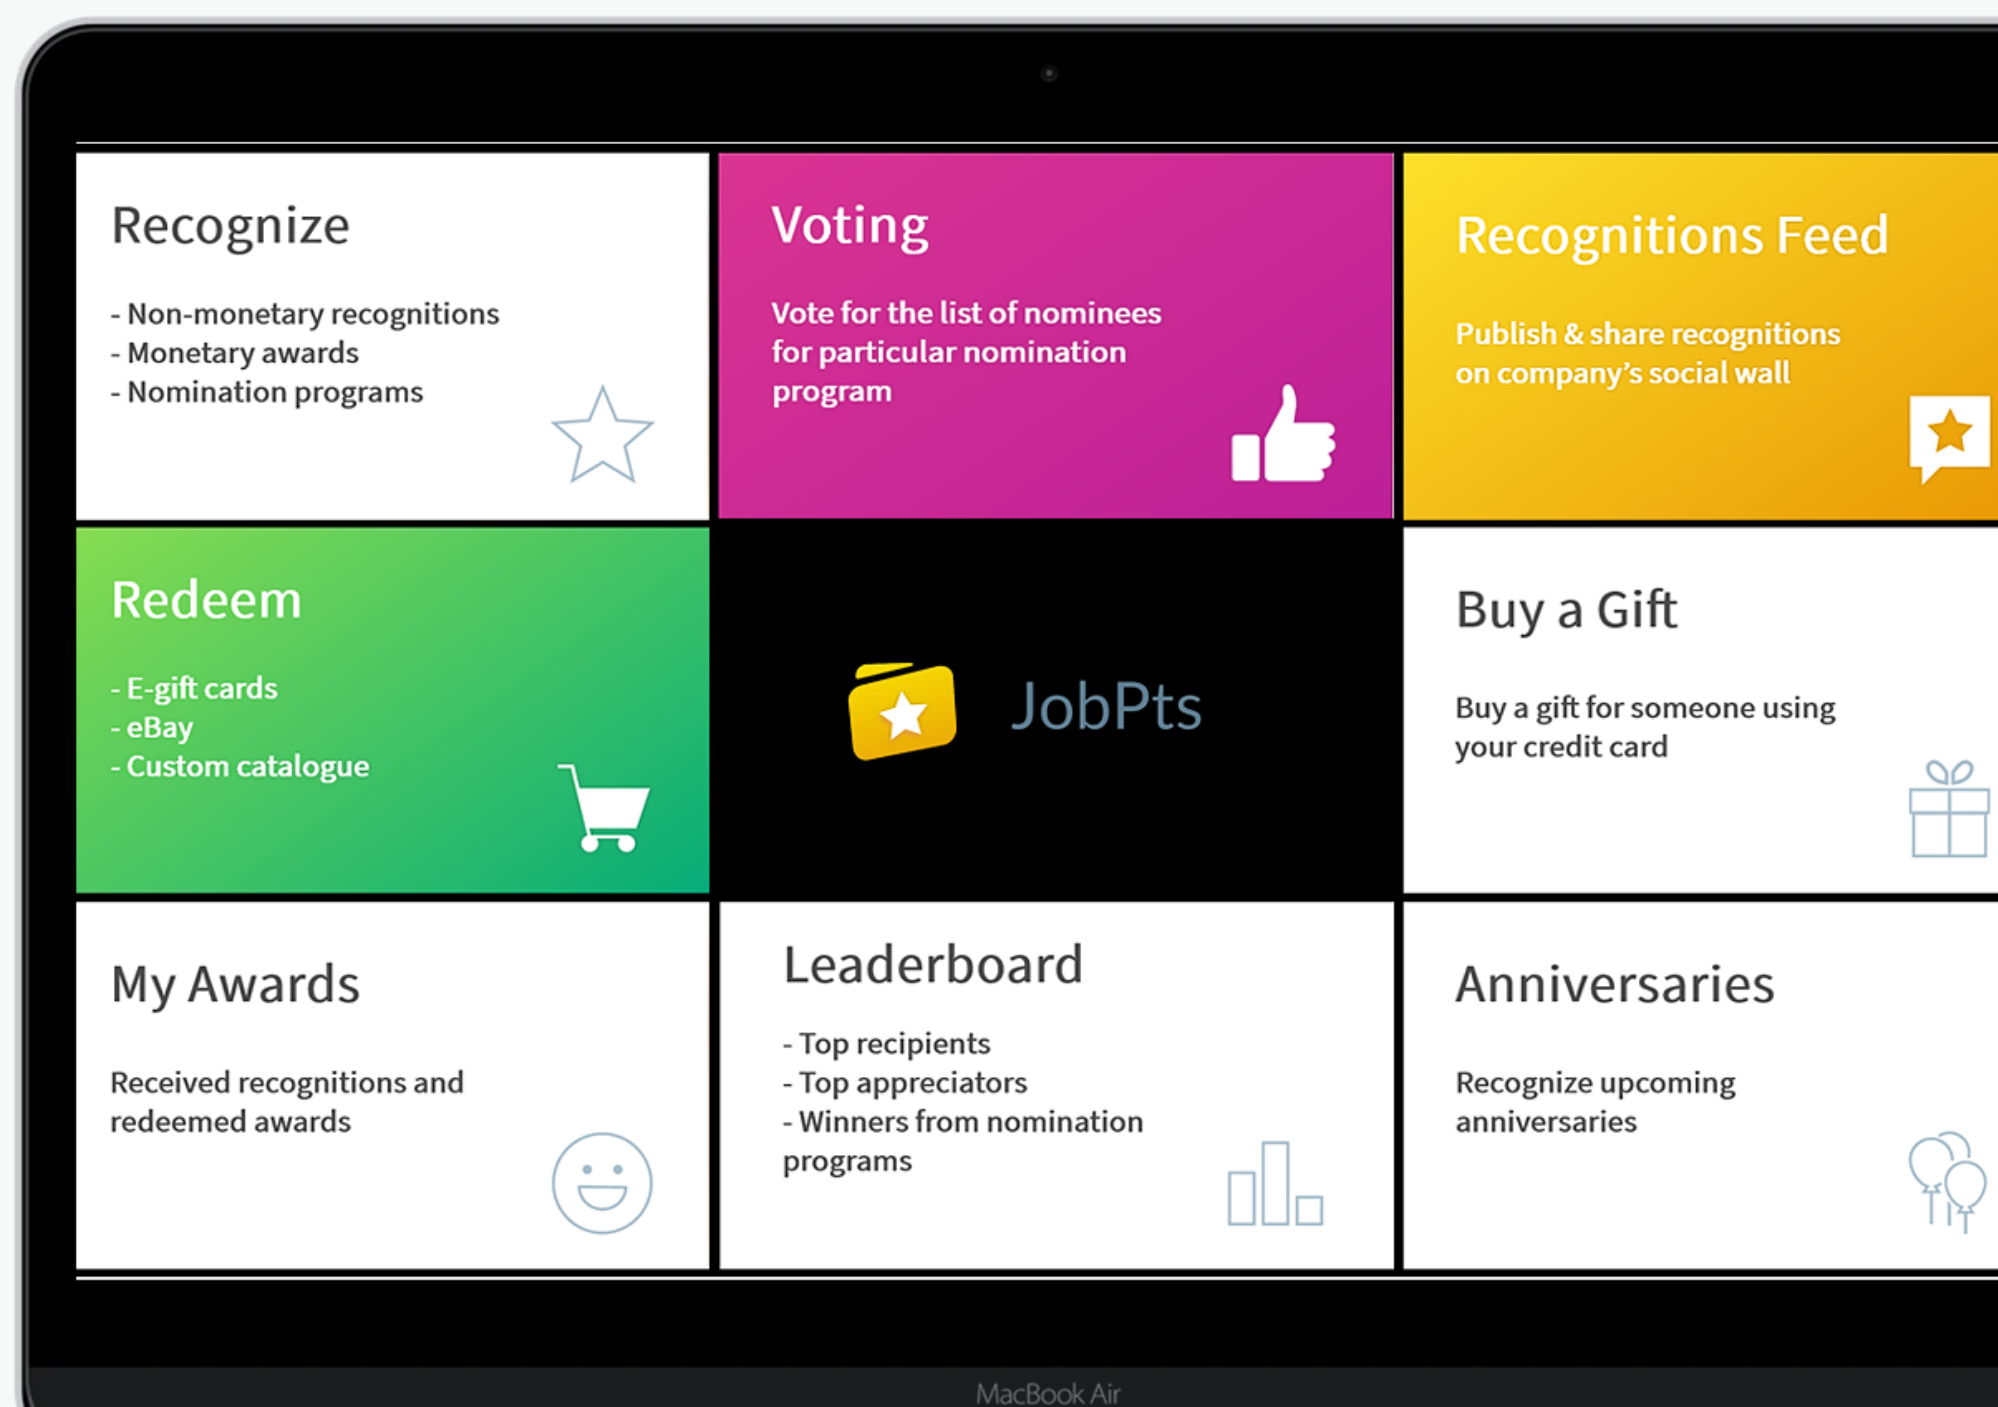 Recognize
- Non-monetary recognitions
- Monetary awards
- Nomination programs
Voting
Vote for the list of nominees
for particular nomination
program
Recognitions Feed
Publish & share recognitions
on company’s social wall
Redeem
- E-gift cards
- eBay
- Custom catalogue
JobPts
Buy a Gift
Buy a gift for someone using
your credit card
My Awards
Received recognitions and
redeemed awards
Leaderboard
- Top recipients
- Top appreciators
- Winners from nomination
programs
Anniversaries
Recognize upcoming
anniversaries
MacBook Air